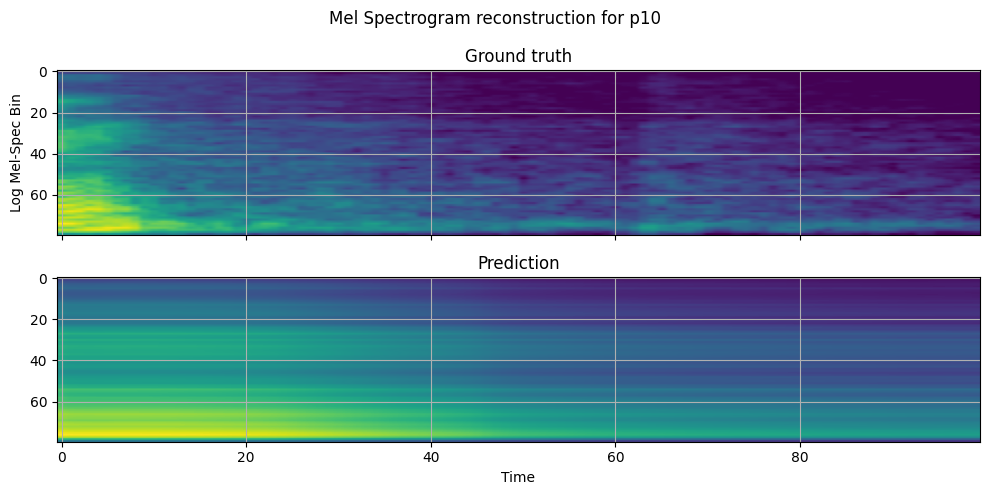 Mel Spectrogram reconstruction for p10
Ground truth
0
20
40
60
Log Mel-Spec Bin
Prediction
0
20
40
60
0 20 40 60 80
Time